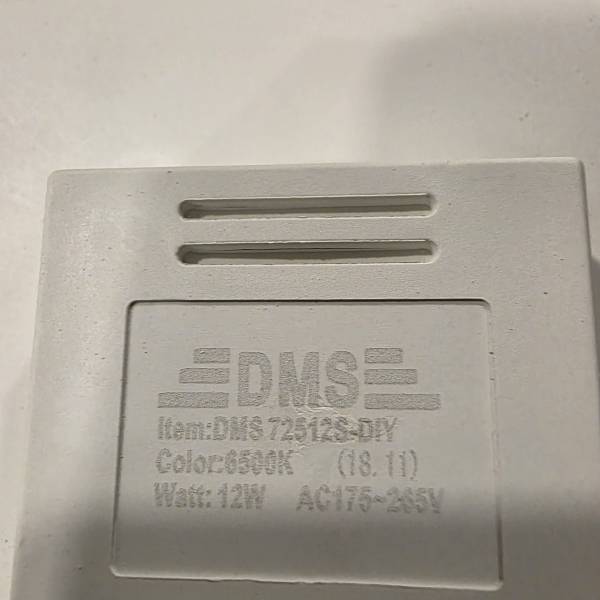 DMS
Item:DMS 72512S-DIY
Color:6500K (18.11)
Watt: 12W AC175~265V